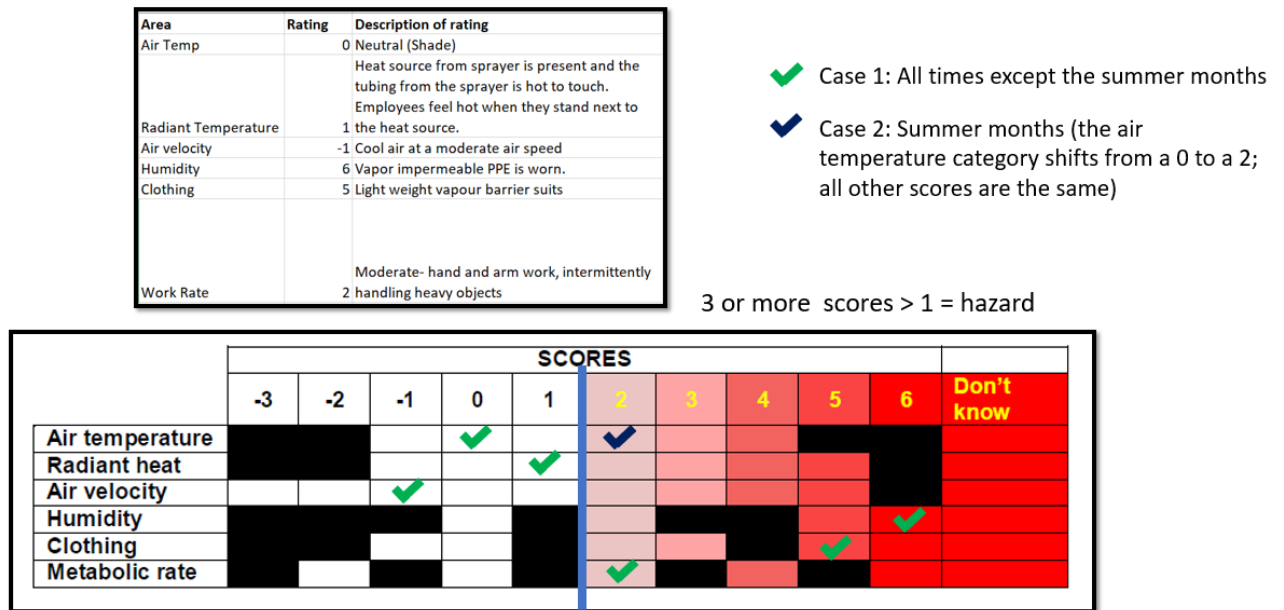 Area Rating Description of rating
Air Temp 0 Neutral (Shade)
Heat source from sprayer is present and the
tubing from the sprayer is hot to touch.
Employees feel hot when they stand next to
Radiant Temperature 1 the heat source.
Air velocity -1 Cool air at a moderate air speed
Humidity 6 Vapor impermeable PPE is worn.
Clothing 5 Light weight vapour barrier suits
Moderate- hand and arm work, intermittently
Work Rate 2 handling heavy objects
Case 1: All times except the summer months
Case 2: Summer months (the air
temperature category shifts from a 0 to a 2;
all other scores are the same)
3 or more scores > 1 = hazard
SCORES
-3 -2 -1 0 1 2 3 4 5 6 Don't
know
Air temperature
Radiant heat
Air velocity
Humidity
Clothing
Metabolic rate